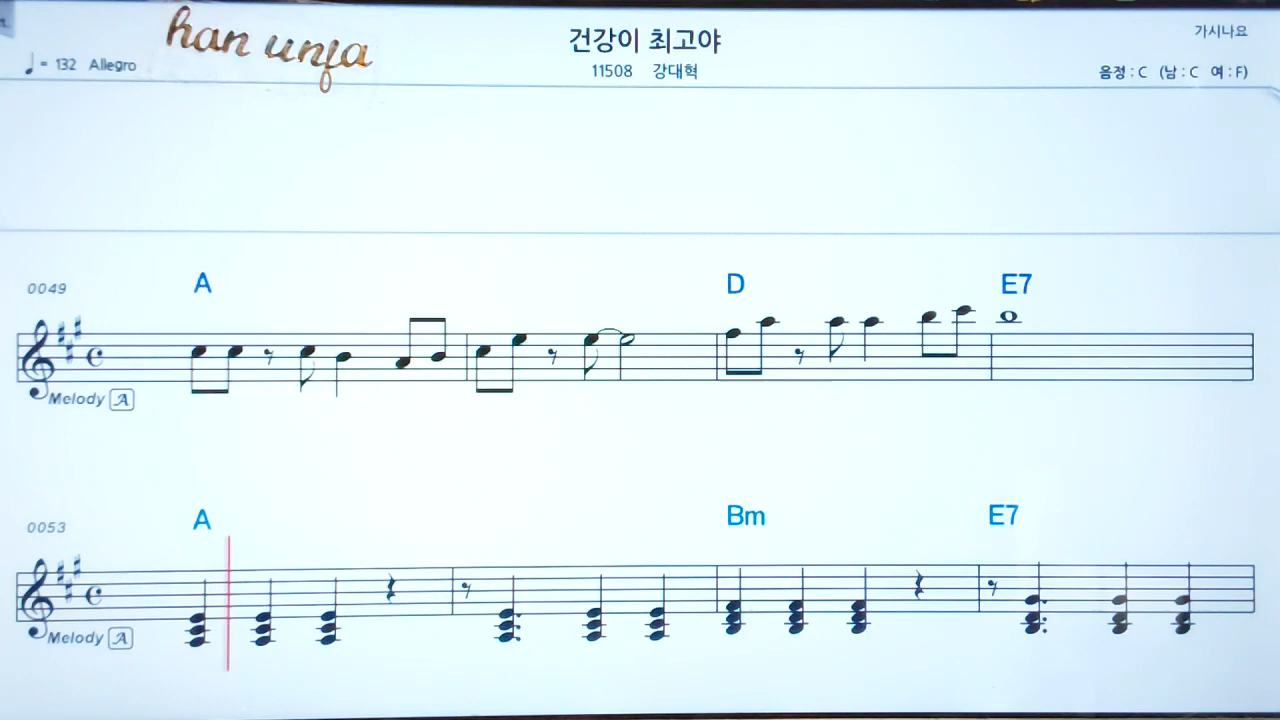 han unja
건강이 최고야
가시나요
♩= 132 Allegro
11508 강대혁
음정 : C (남 : C 여 : F)
0049
A D E7
Melody A
0053
A Bm E7
Melody A